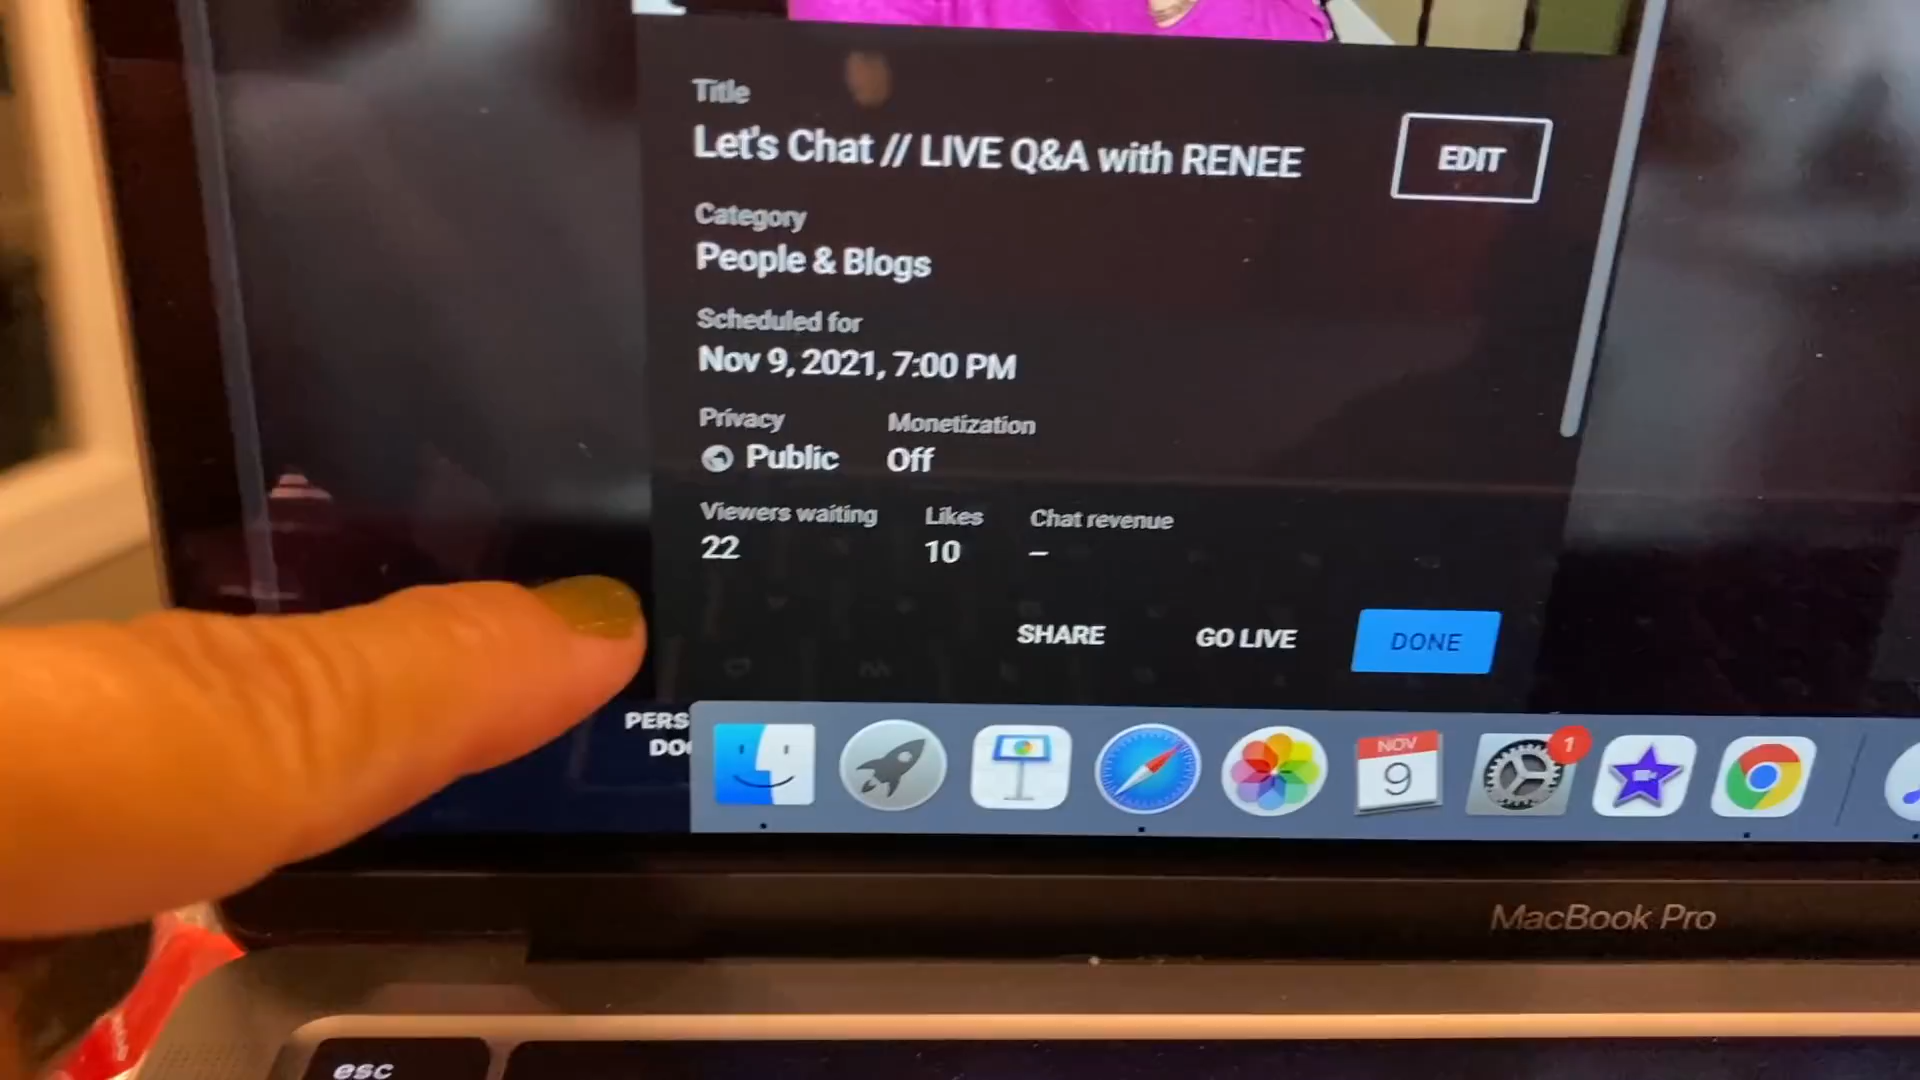 Title
Let's Chat // LIVE Q&A with RENEE
EDIT
Category
People & Blogs
Scheduled for
Nov 9, 2021, 7:00 PM
Privacy Monetization
Public Off
Viewers waiting Likes Chat revenue
22 10 –
SHARE GO LIVE DONE
NOV
9
1
MacBook Pro
esc